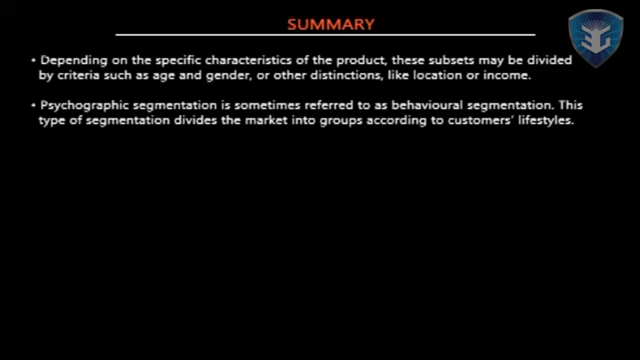 SUMMARY
• Depending on the specific characteristics of the product, these subsets may be divided
by criteria such as age and gender, or other distinctions, like location or income.
• Psychographic segmentation is sometimes referred to as behavioural segmentation. This
type of segmentation divides the market into groups according to customers' lifestyles.